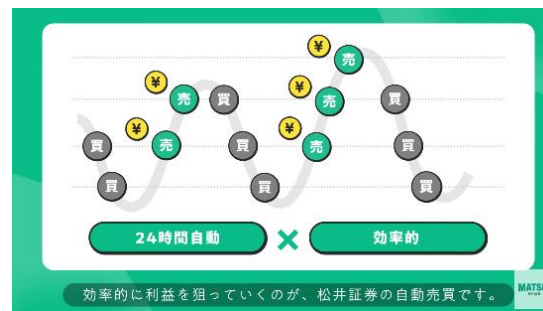 ¥ 売
¥ 売 買 ¥ 売 買
買 ¥ 売 買 ¥ 売 買
買 買 買
24時間自動 × 効率的
効率的に利益を狙っていくのが、松井証券の自動売買です。
MATSU